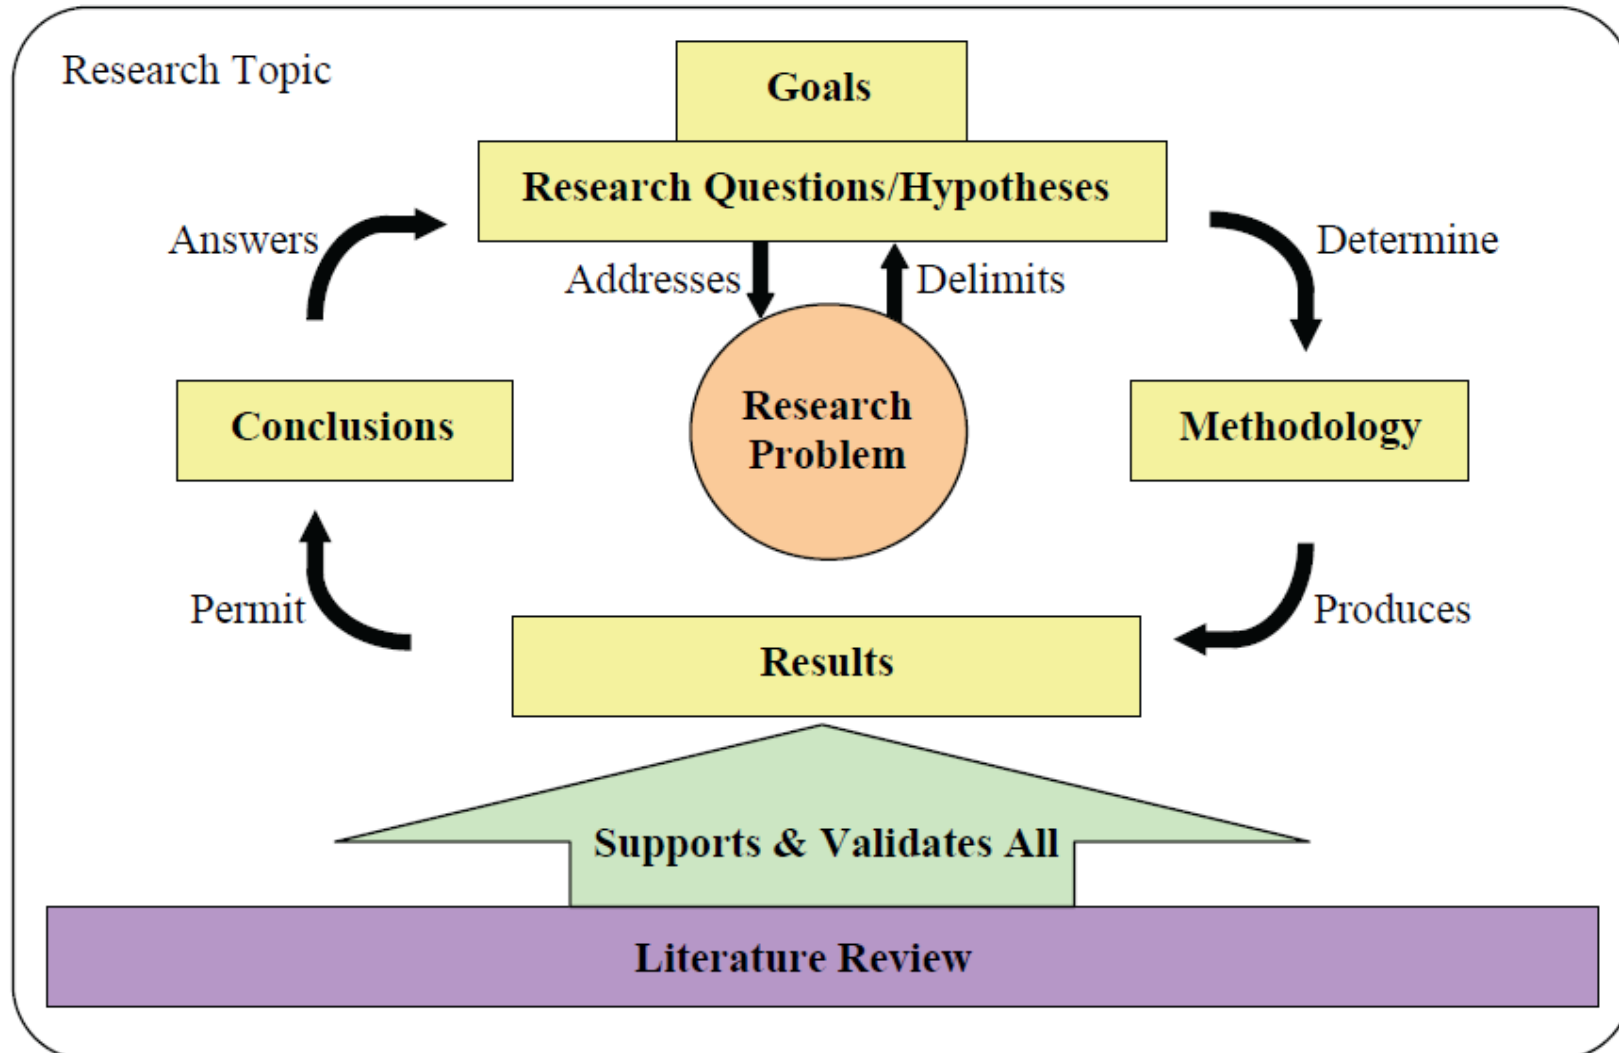 Research Topic
Goals
Research Questions/Hypotheses
Answers
Determine
Addresses
Delimits
Research
Problem
Conclusions
Methodology
Permit
Produces
Results
Supports & Validates All
Literature Review